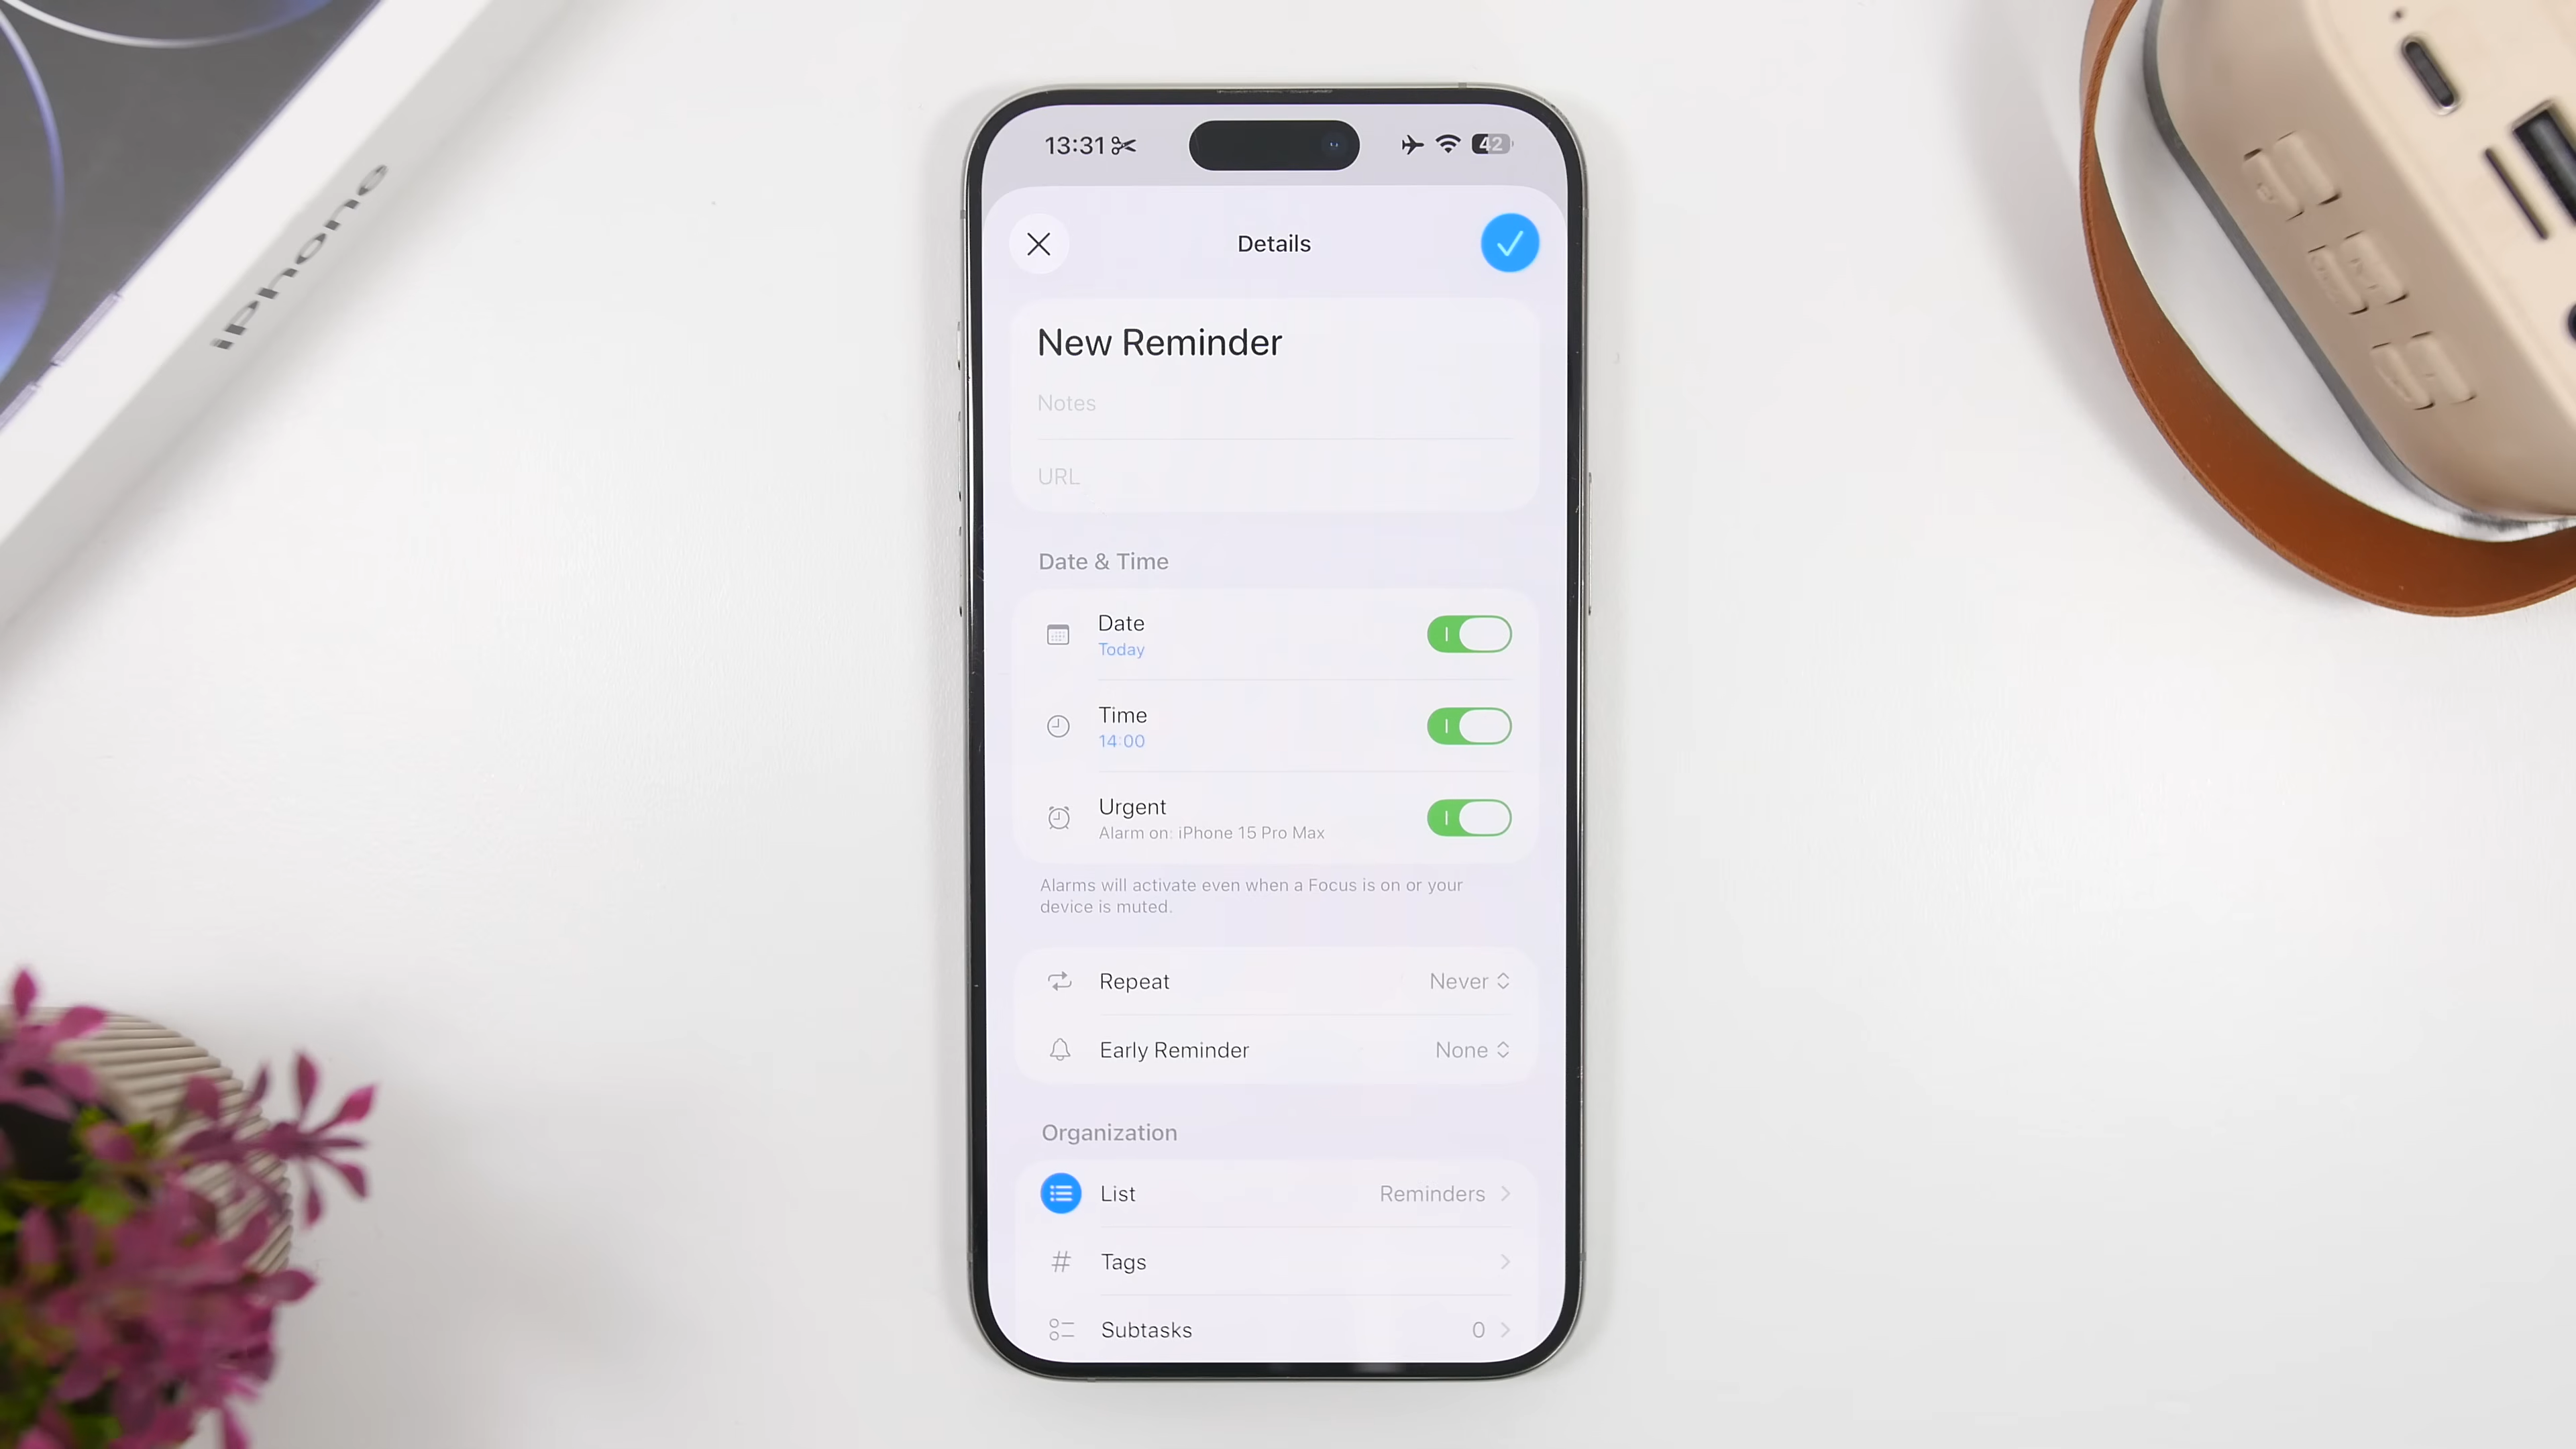 iPhone
13:31
42
Details
New Reminder
Notes
URL
Date & Time
Date
Today
Time
14:00
Urgent
Alarm on: iPhone 15 Pro Max
Alarms will activate even when a Focus is on or your
device is muted.
Repeat
Never
Early Reminder
None
Organization
List
Reminders
Tags
Subtasks
0